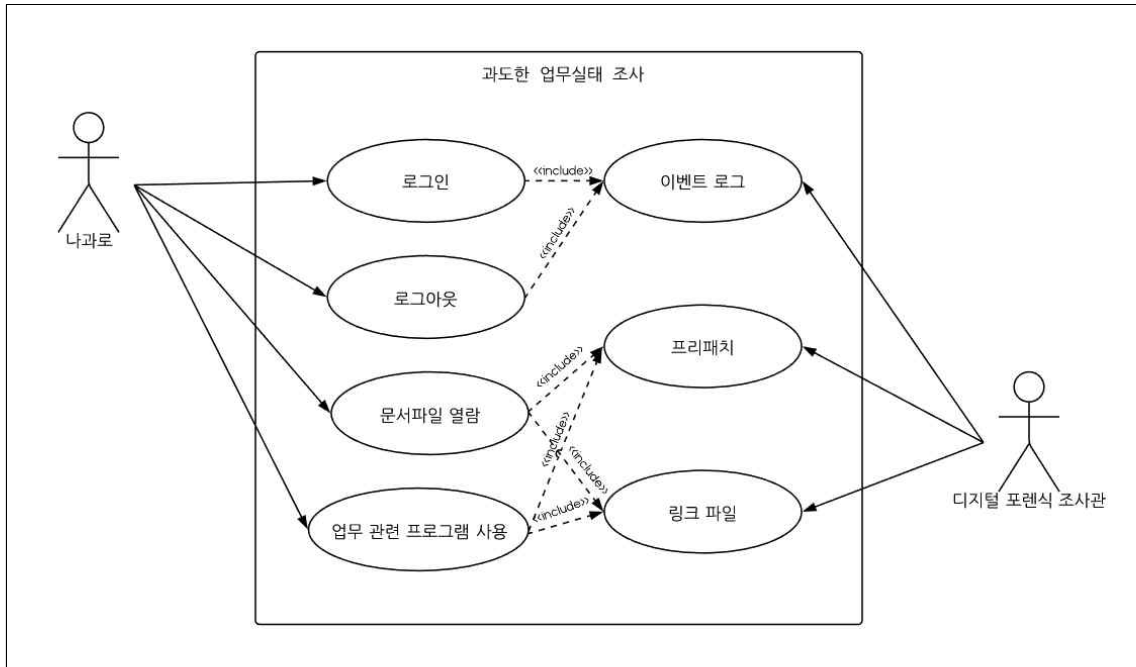 과도한 업무실태 조사
나과로
로그인
<<include>>
이벤트 로그
로그아웃
<<include>>
문서파일 열람
<<include>>
프리패치
<<include>>
<<include>>
업무 관련 프로그램 사용
<<include>>
링크 파일
디지털 포렌식 조사관